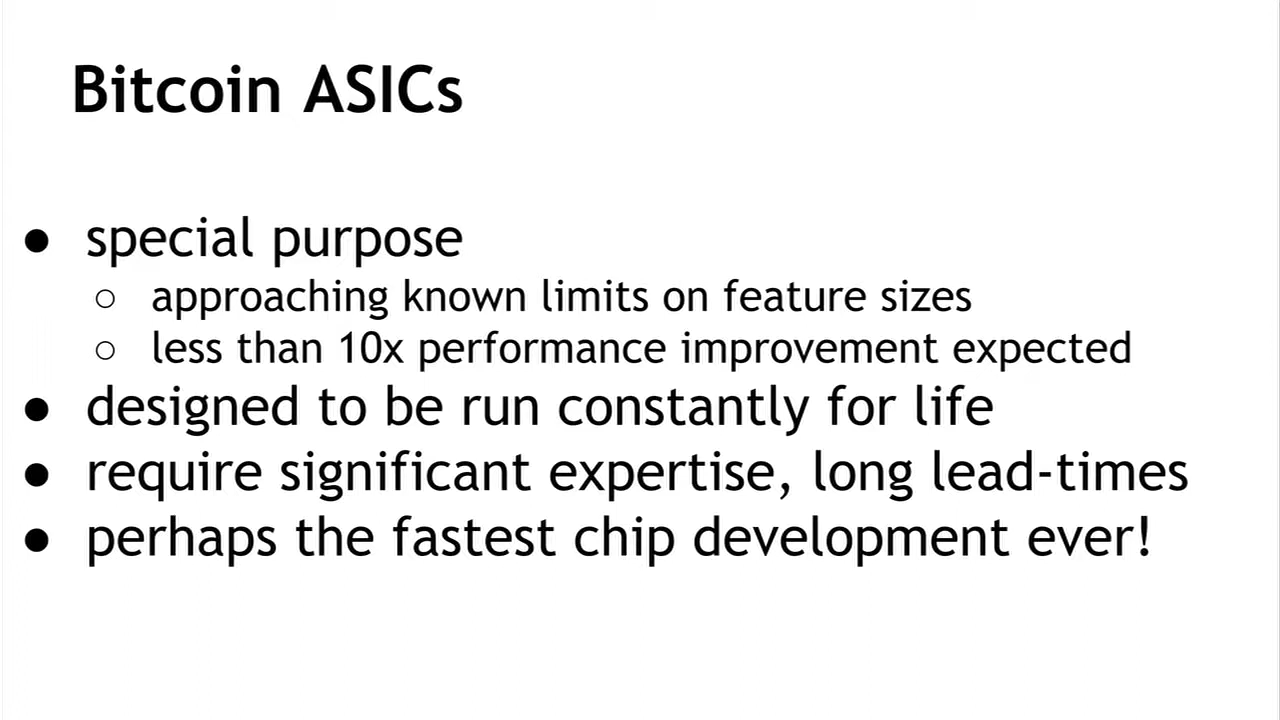 Bitcoin ASICs
● special purpose
○ approaching known limits on feature sizes
○ less than 10x performance improvement expected
● designed to be run constantly for life
● require significant expertise, long lead-times
● perhaps the fastest chip development ever!